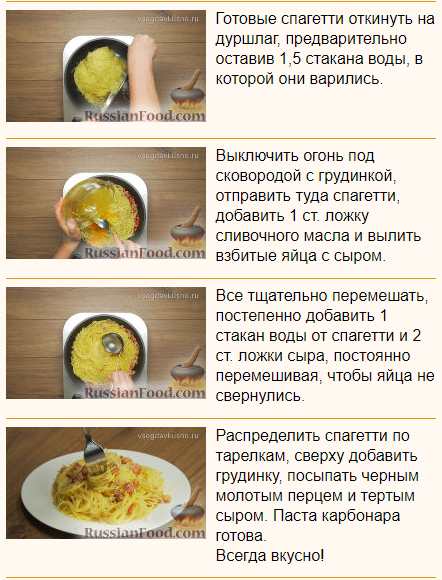 vsegdavkusno.ru
RussianFood.com
Готовые спагетти откинуть на
дуршлаг, предварительно
оставив 1,5 стакана воды, в
которой они варились.
vsegdavkusno.ru
RussianFood.com
Выключить огонь под
сковородой с грудинкой,
отправить туда спагетти,
добавить 1 ст. ложку
сливочного масла и вылить
взбитые яйца с сыром.
vsegdavkusno.ru
RussianFood.com
Все тщательно перемешать,
постепенно добавить 1
стакан воды от спагетти и 2
ст. ложки сыра, постоянно
перемешивая, чтобы яйца не
свернулись.
vsegdavkusno.ru
RussianFood.com
Распределить спагетти по
тарелкам, сверху добавить
грудинку, посыпать черным
молотым перцем и тертым
сыром. Паста карбонара
готова.
Всегда вкусно!